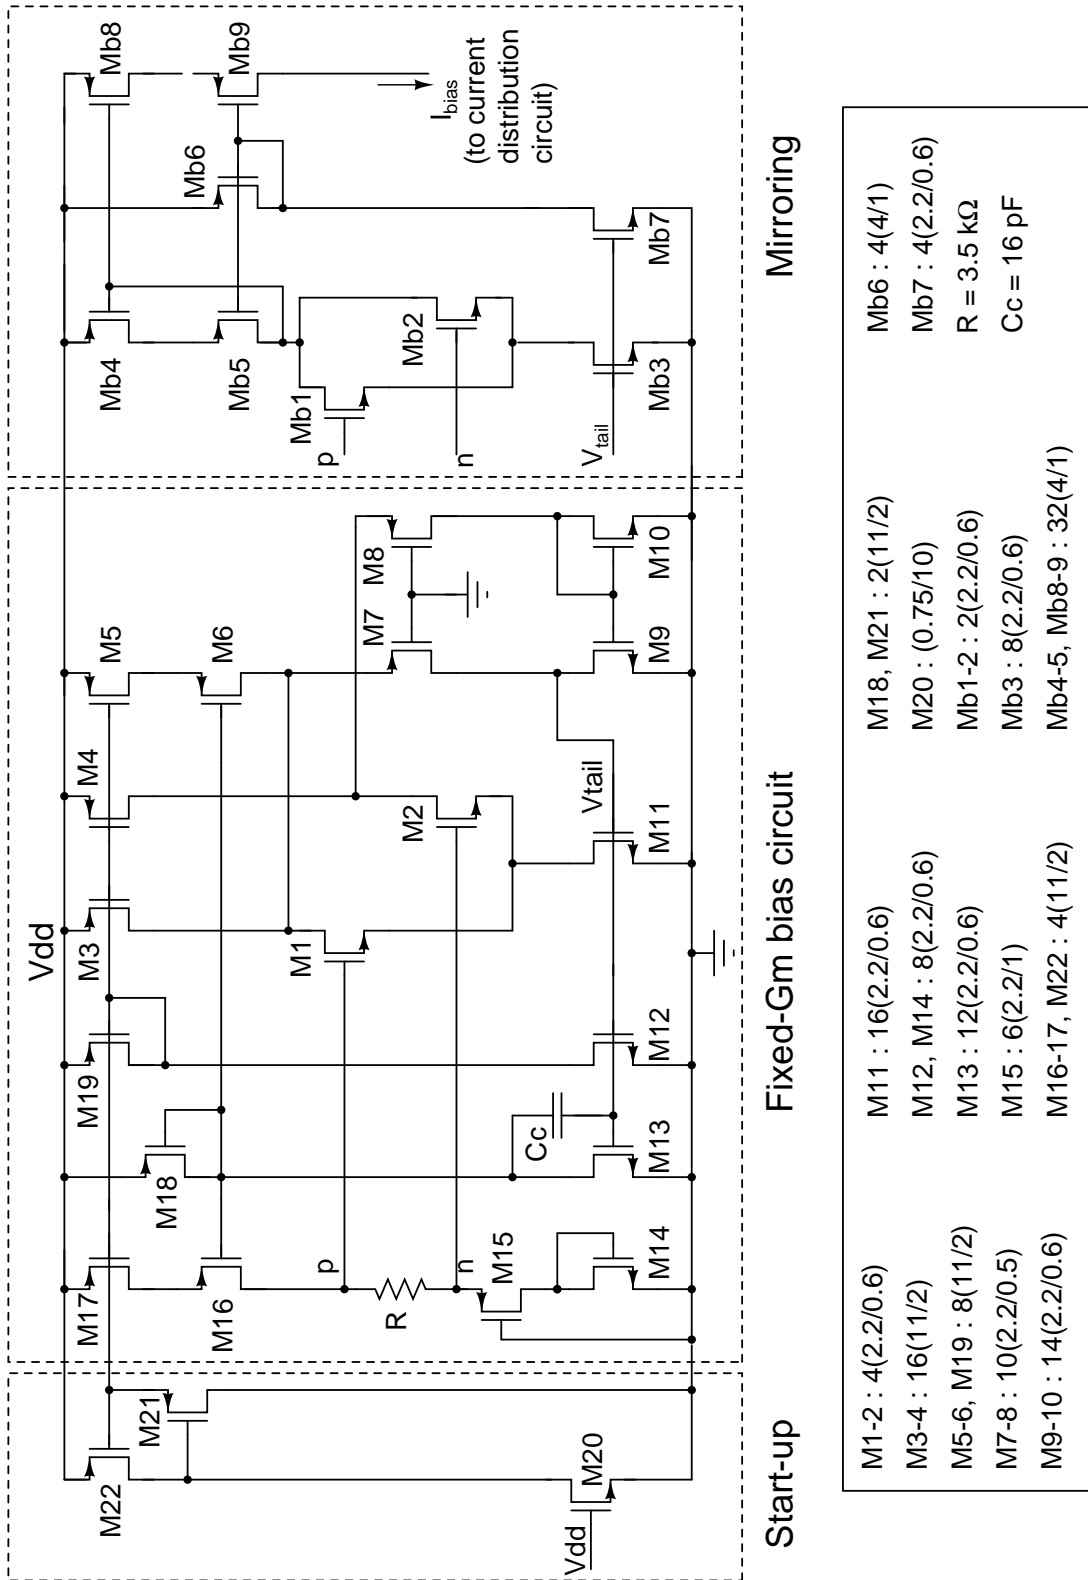 Vdd
M22
M21
M20
Vdd
Start-up
M17
M16
M18
M19
M3
M4
M5
M6
p
R
n
M15
M14
Cc
M13
M12
M1
M2
Vtail
M11
M7
M8
M9
M10
Fixed-Gm bias circuit
Mb4
Mb5
Mb6
Mb8
Mb9
p
Mb1
n
Mb2
Vtail
Mb3
Mb7
Ibias
(to current
distribution
circuit)
Mirroring
M1-2 : 4(2.2/0.6)
M3-4 : 16(11/2)
M5-6, M19 : 8(11/2)
M7-8 : 10(2.2/0.5)
M9-10 : 14(2.2/0.6)
M11 : 16(2.2/0.6)
M12, M14 : 8(2.2/0.6)
M13 : 12(2.2/0.6)
M15 : 6(2.2/1)
M16-17, M22 : 4(11/2)
M18, M21 : 2(11/2)
M20 : (0.75/10)
Mb1-2 : 2(2.2/0.6)
Mb3 : 8(2.2/0.6)
Mb4-5, Mb8-9 : 32(4/1)
Mb6 : 4(4/1)
Mb7 : 4(2.2/0.6)
R = 3.5 kΩ
Cc = 16 pF